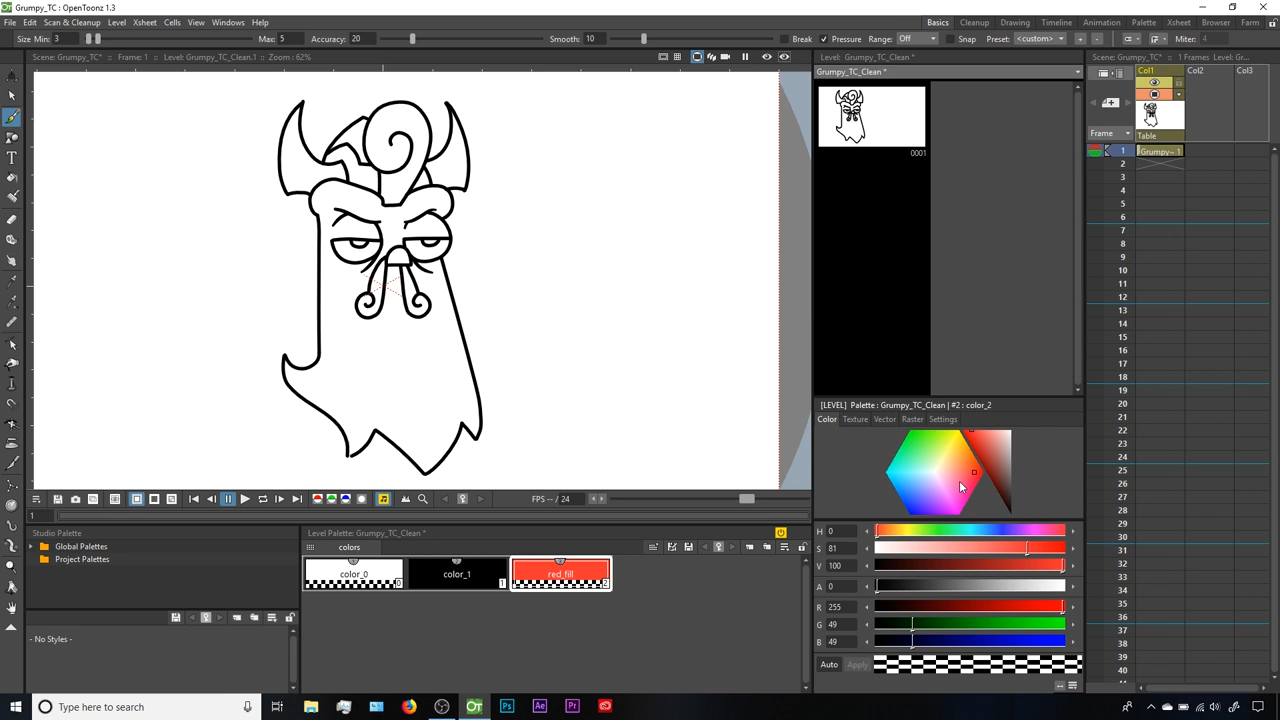 Grumpy_TC : OpenToonz 1.3
File Edit Scan & Cleanup Level Xsheet Cells View Windows Help
Basics Cleanup Drawing Timeline Animation Palette Xsheet Browser Farm
Size Min: 3 Max: 5 Accuracy: 20 Smooth: 10 Break Pressure Range: Off Snap Preset: <custom> + - Miter: 4
Scene: Grumpy_TC* :: Frame: 1 :: Level: Grumpy_TC_Clean.1 :: Zoom : 62%
Level: Grumpy_TC_Clean *
Scene: Grumpy_TC* :: 1 Frames Level: Gr...
Grumpy_TC_Clean *
0001
Col1 Col2 Col3
Frame
Table
1 Grumpy~ 1
2
3
4
5
6
7
8
9
10
11
12
13
14
15
16
17
18
19
20
21
22
23
24
25
26
27
28
29
30
31
32
33
34
35
36
37
38
39
40
[LEVEL] Palette : Grumpy_TC_Clean | #2 : color_2
Color Texture Vector Raster Settings
H 0
S 81
V 100
A 0
R 255
G 49
B 49
Auto Apply
FPS -- / 24
1
Studio Palette
Global Palettes
Project Palettes
- No Styles -
Level Palette: Grumpy_TC_Clean *
colors
color_0 0
color_1 1
red_fill 2
Type here to search
Ps Ae Pr